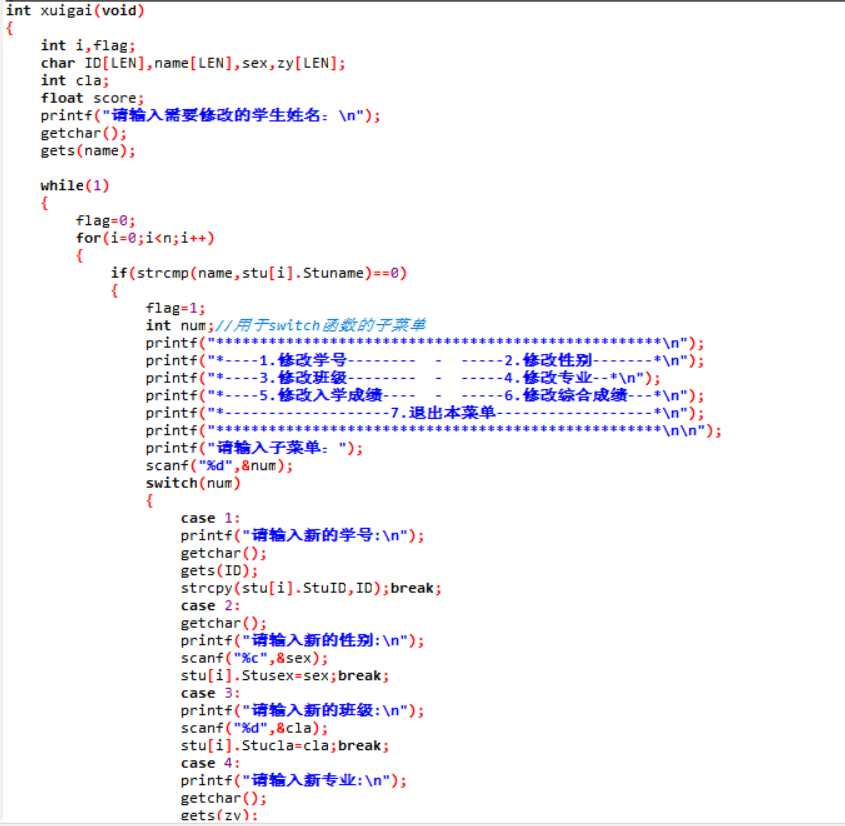 int xuigai(void)
{
    int i,flag;
    char ID[LEN],name[LEN],sex,zy[LEN];
    int cla;
    float score;
    printf("请输入需要修改的学生姓名: \n");
    getchar();
    gets(name);

    while(1)
    {
        flag=0;
        for(i=0;i<n;i++)
        {
            if(strcmp(name,stu[i].Stuname)==0)
            {
                flag=1;
                int num;//用于switch函数的子菜单
                printf("***************************************************\n");
                printf("*----1.修改学号--------  -  -----2.修改性别-------*\n");
                printf("*----3.修改班级--------  -  -----4.修改专业--*\n");
                printf("*----5.修改入学成绩----  -  -----6.修改综合成绩---*\n");
                printf("*-------------------7.退出本菜单------------------*\n");
                printf("***************************************************\n\n");
                printf("请输入子菜单: ");
                scanf("%d",&num);
                switch(num)
                {
                    case 1:
                    printf("请输入新的学号:\n");
                    getchar();
                    gets(ID);
                    strcpy(stu[i].StuID,ID);break;
                    case 2:
                    getchar();
                    printf("请输入新的性别:\n");
                    scanf("%c",&sex);
                    stu[i].Stusex=sex;break;
                    case 3:
                    printf("请输入新的班级:\n");
                    scanf("%d",&cla);
                    stu[i].Stucla=cla;break;
                    case 4:
                    printf("请输入新专业:\n");
                    getchar();
                    gets(zy);